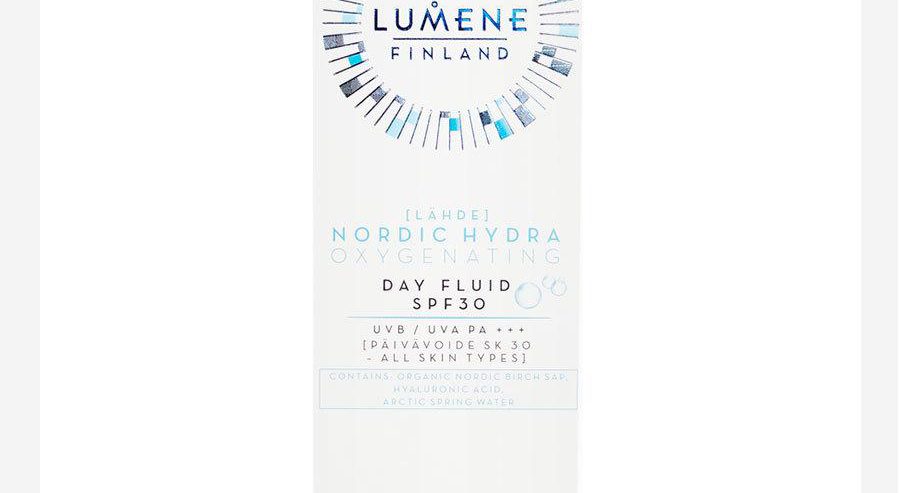 LUMENE
FINLAND
[LÄHDE]
NORDIC HYDRA
OXYGENATING
DAY FLUID
SPF30
UVB / UVA PA +++
[PÄIVÄVOIDE SK 30
- ALL SKIN TYPES]
CONTAINS: ORGANIC NORDIC BIRCH SAP,
HYALURONIC ACID,
ARCTIC SPRING WATER